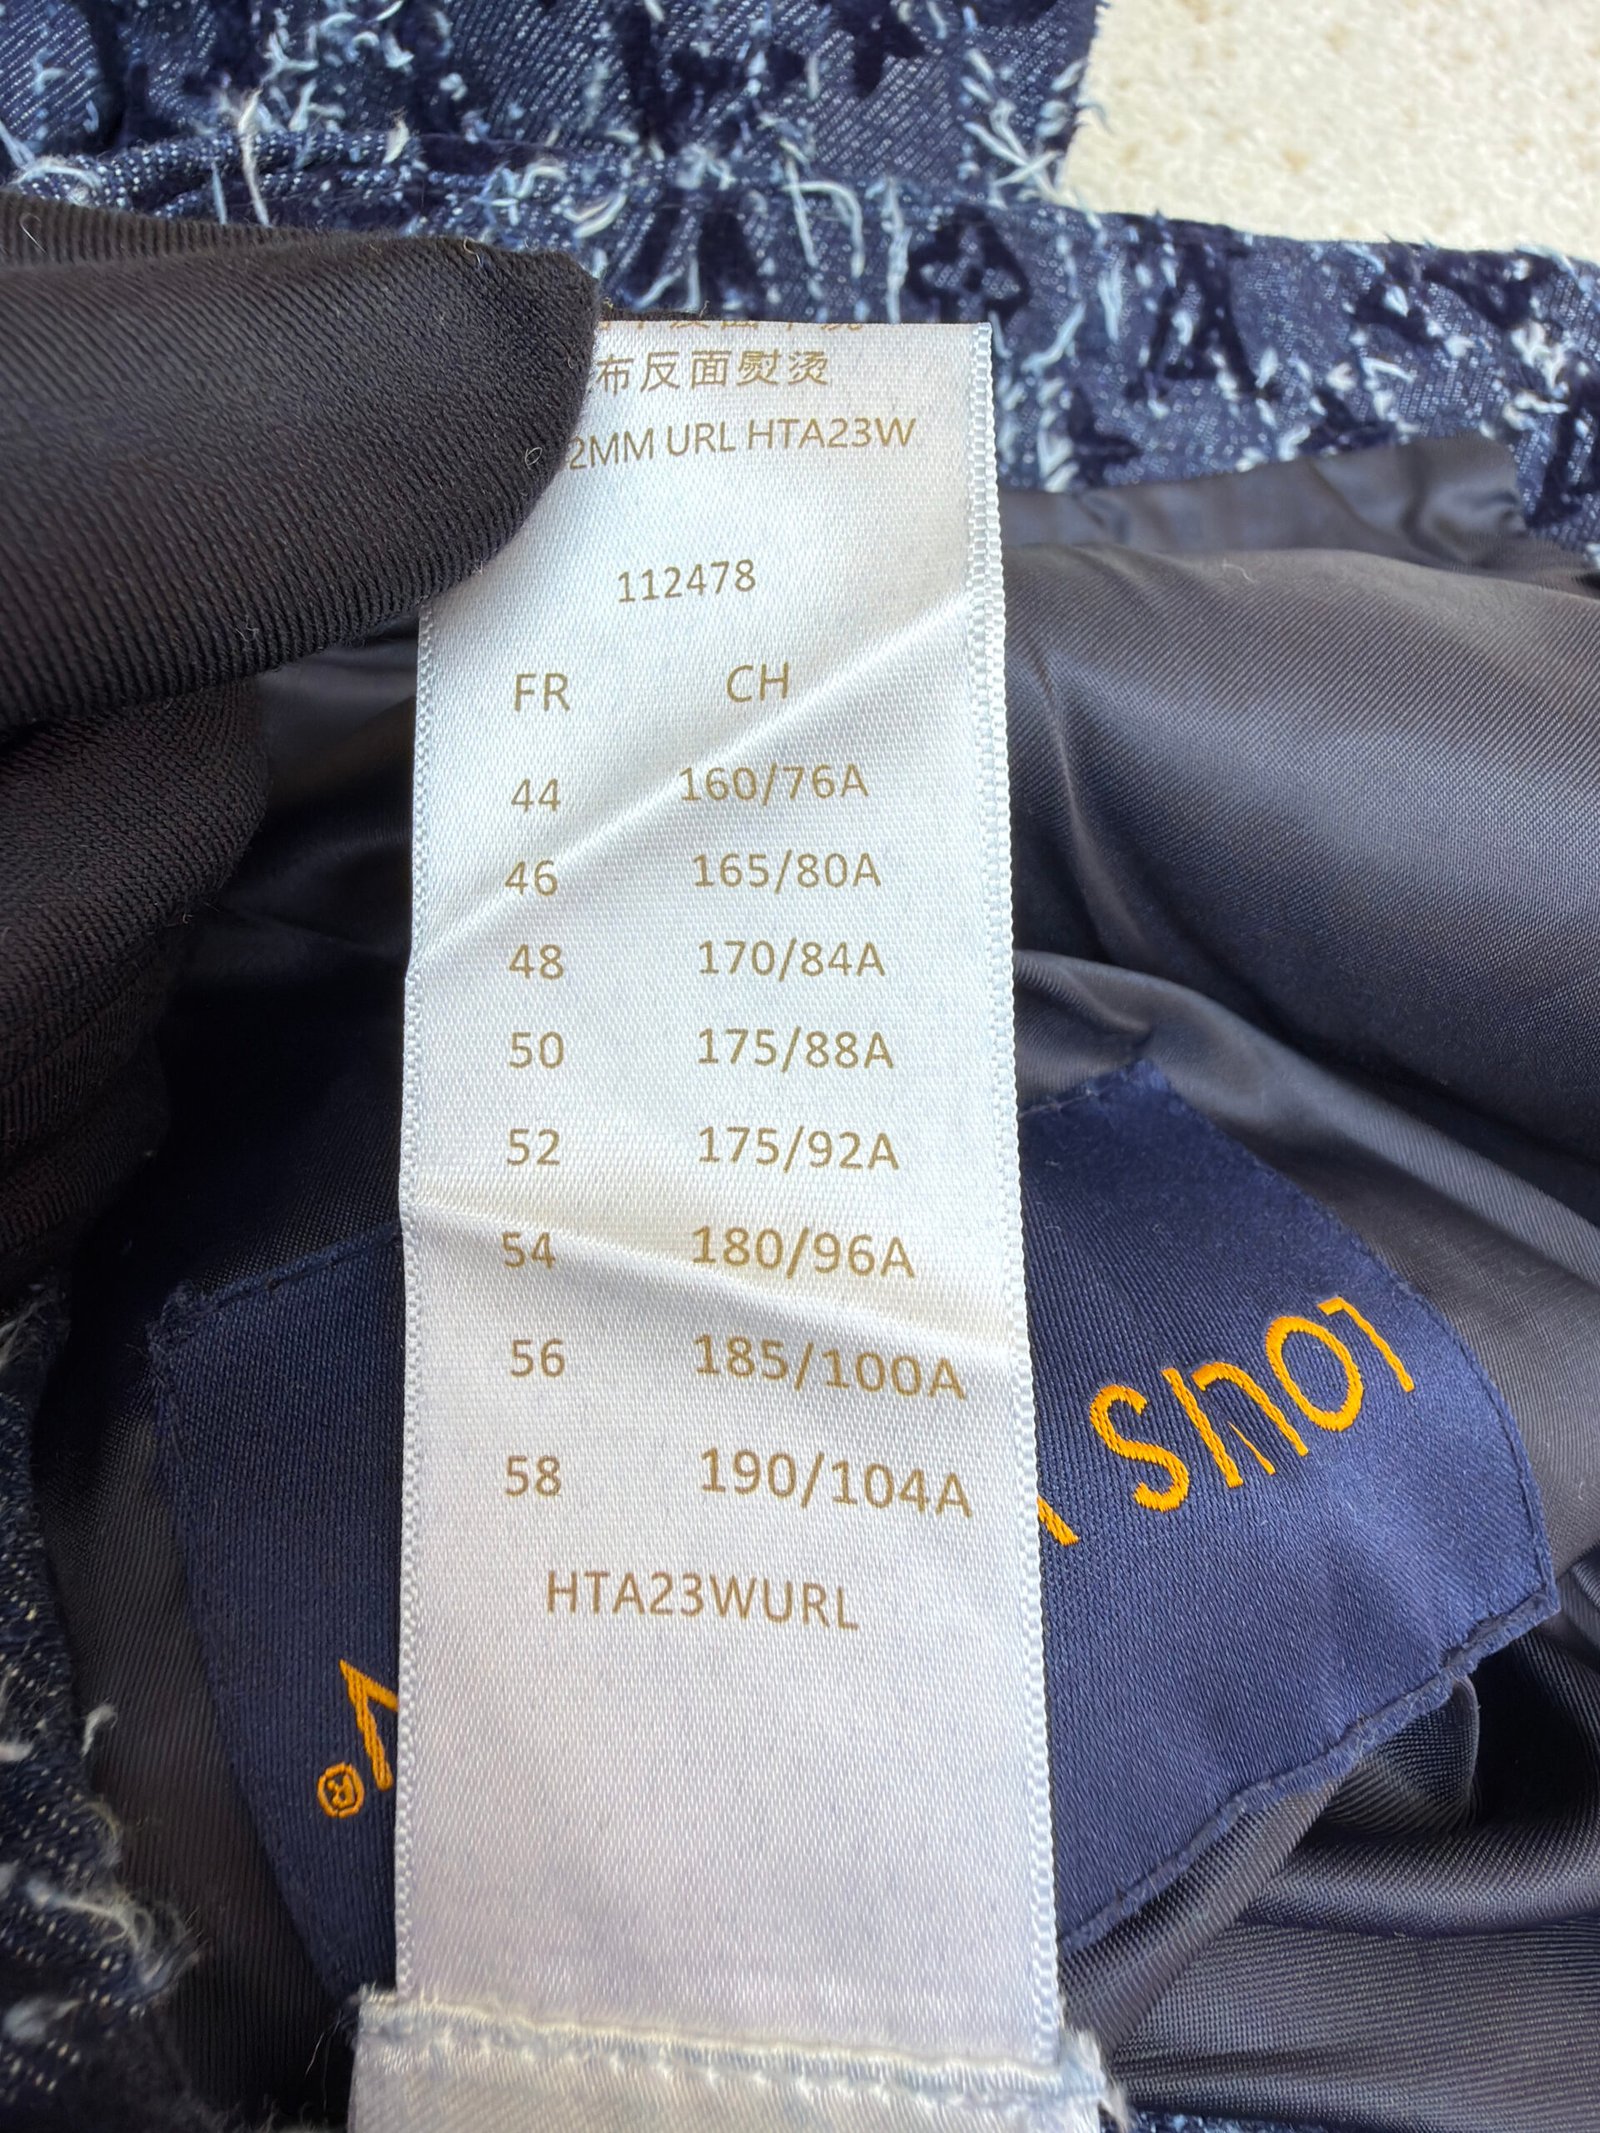 布反面熨烫
2MM URL HTA23W
112478
FR CH
44 160/76A
46 165/80A
48 170/84A
50 175/88A
52 175/92A
54 180/96A
56 185/100A
58 190/104A
HTA23WURL
LOUIS V
N®